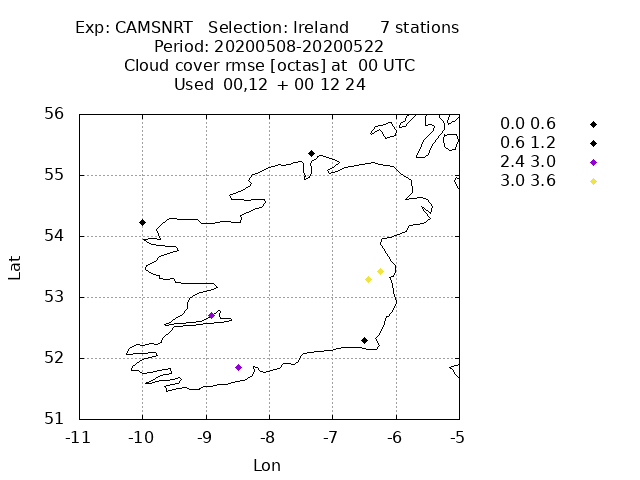 Exp: CAMSNRT   Selection: Ireland      7 stations
Period: 20200508-20200522
Cloud cover rmse [octas] at  00 UTC
Used  00,12  + 00 12 24
0.0 0.6
0.6 1.2
2.4 3.0
3.0 3.6
56
55
54
53
52
51
Lat
-11 -10 -9 -8 -7 -6 -5
Lon